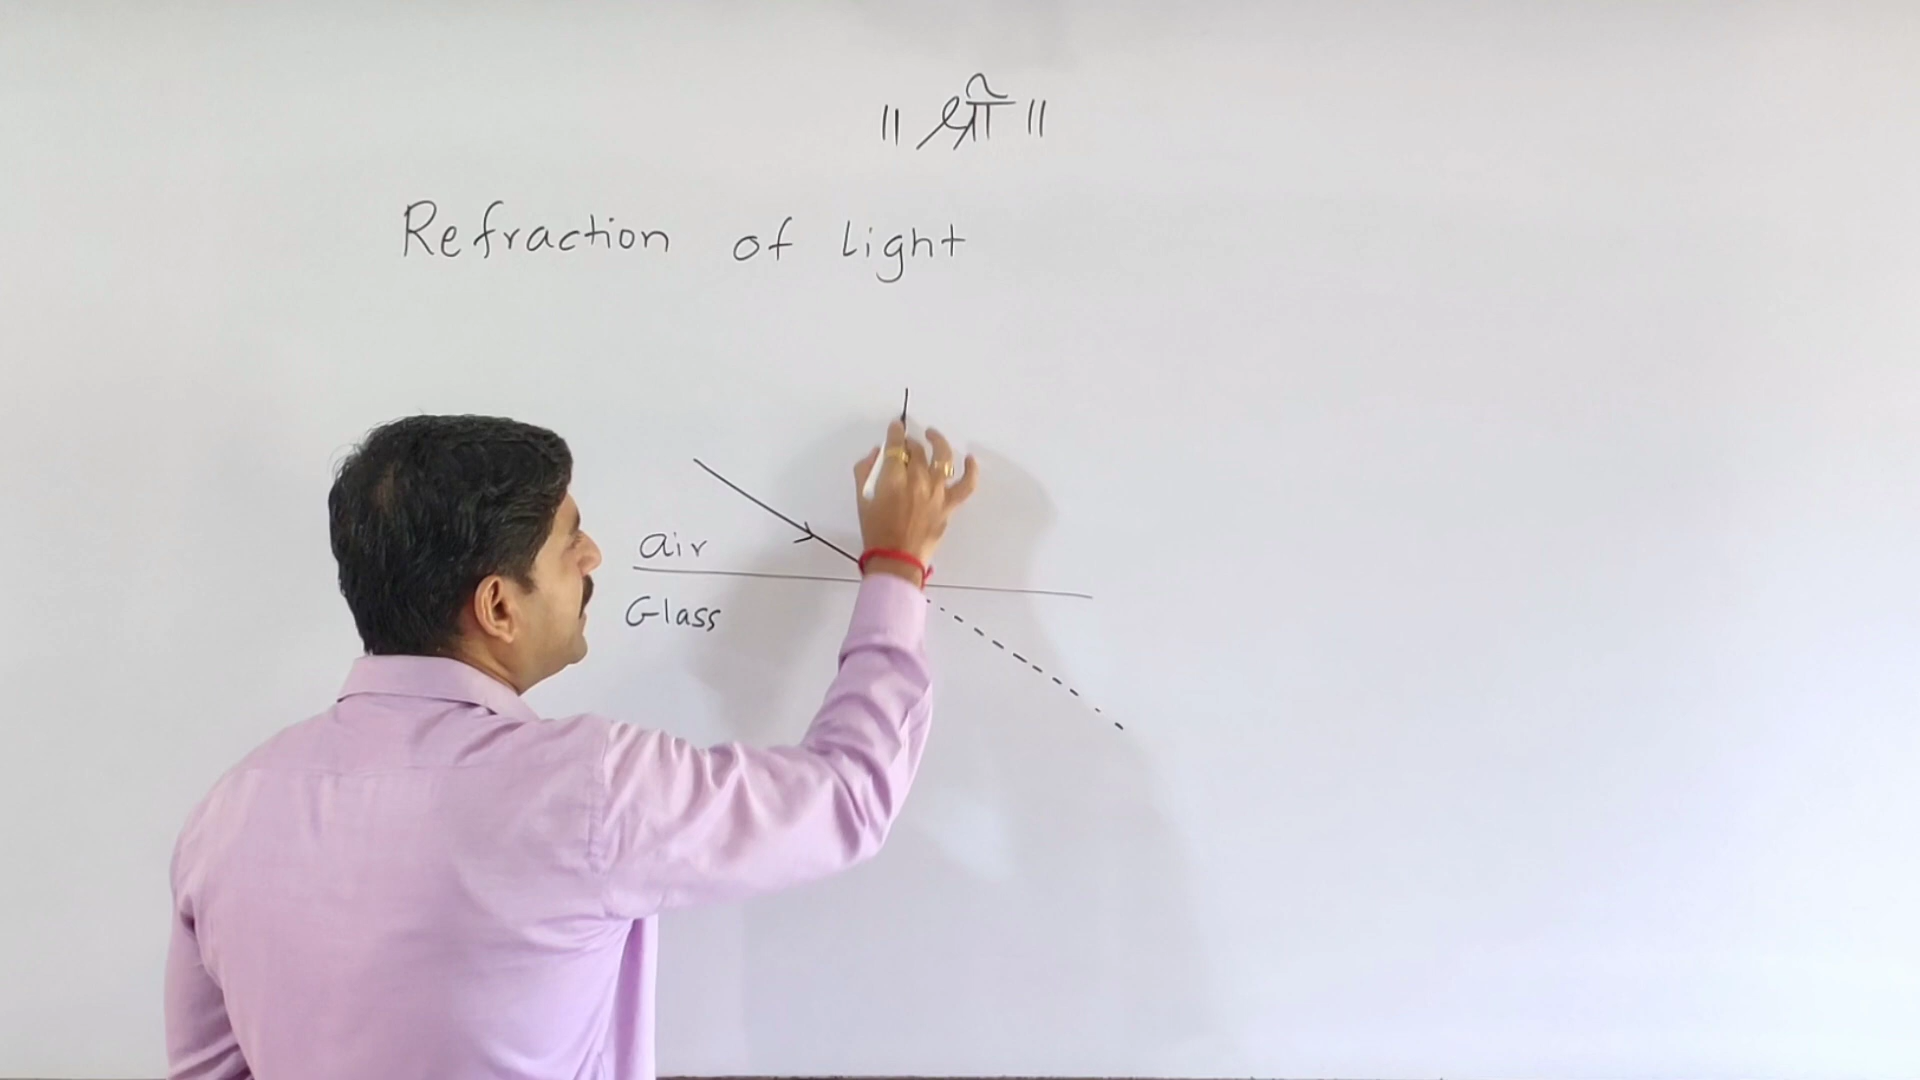 ॥ श्री ॥
Refraction of light
air
Glass